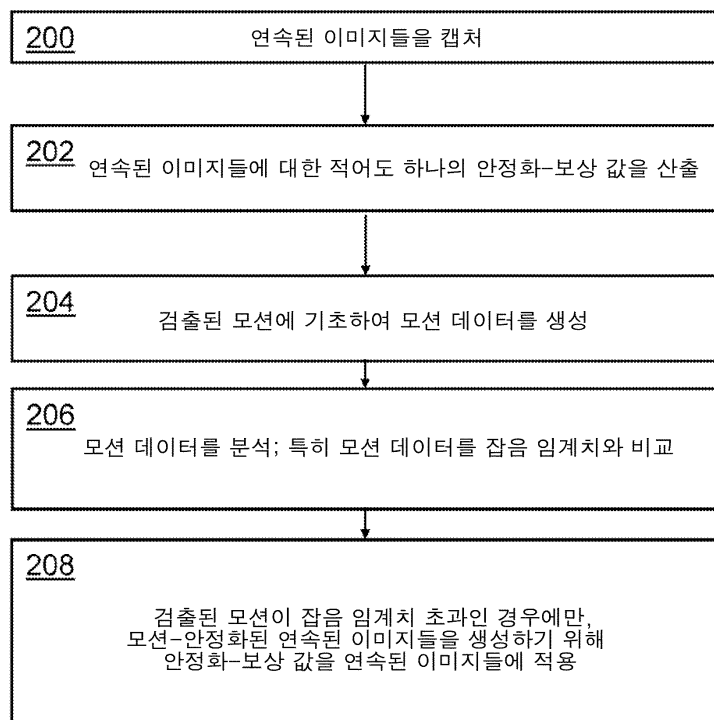 200
연속된 이미지들을 캡처
202
연속된 이미지들에 대한 적어도 하나의 안정화-보상 값을 산출
204
검출된 모션에 기초하여 모션 데이터를 생성
206
모션 데이터를 분석; 특히 모션 데이터를 잡음 임계치와 비교
208
검출된 모션이 잡음 임계치 초과인 경우에만,
모션-안정화된 연속된 이미지들을 생성하기 위해
안정화-보상 값을 연속된 이미지들에 적용